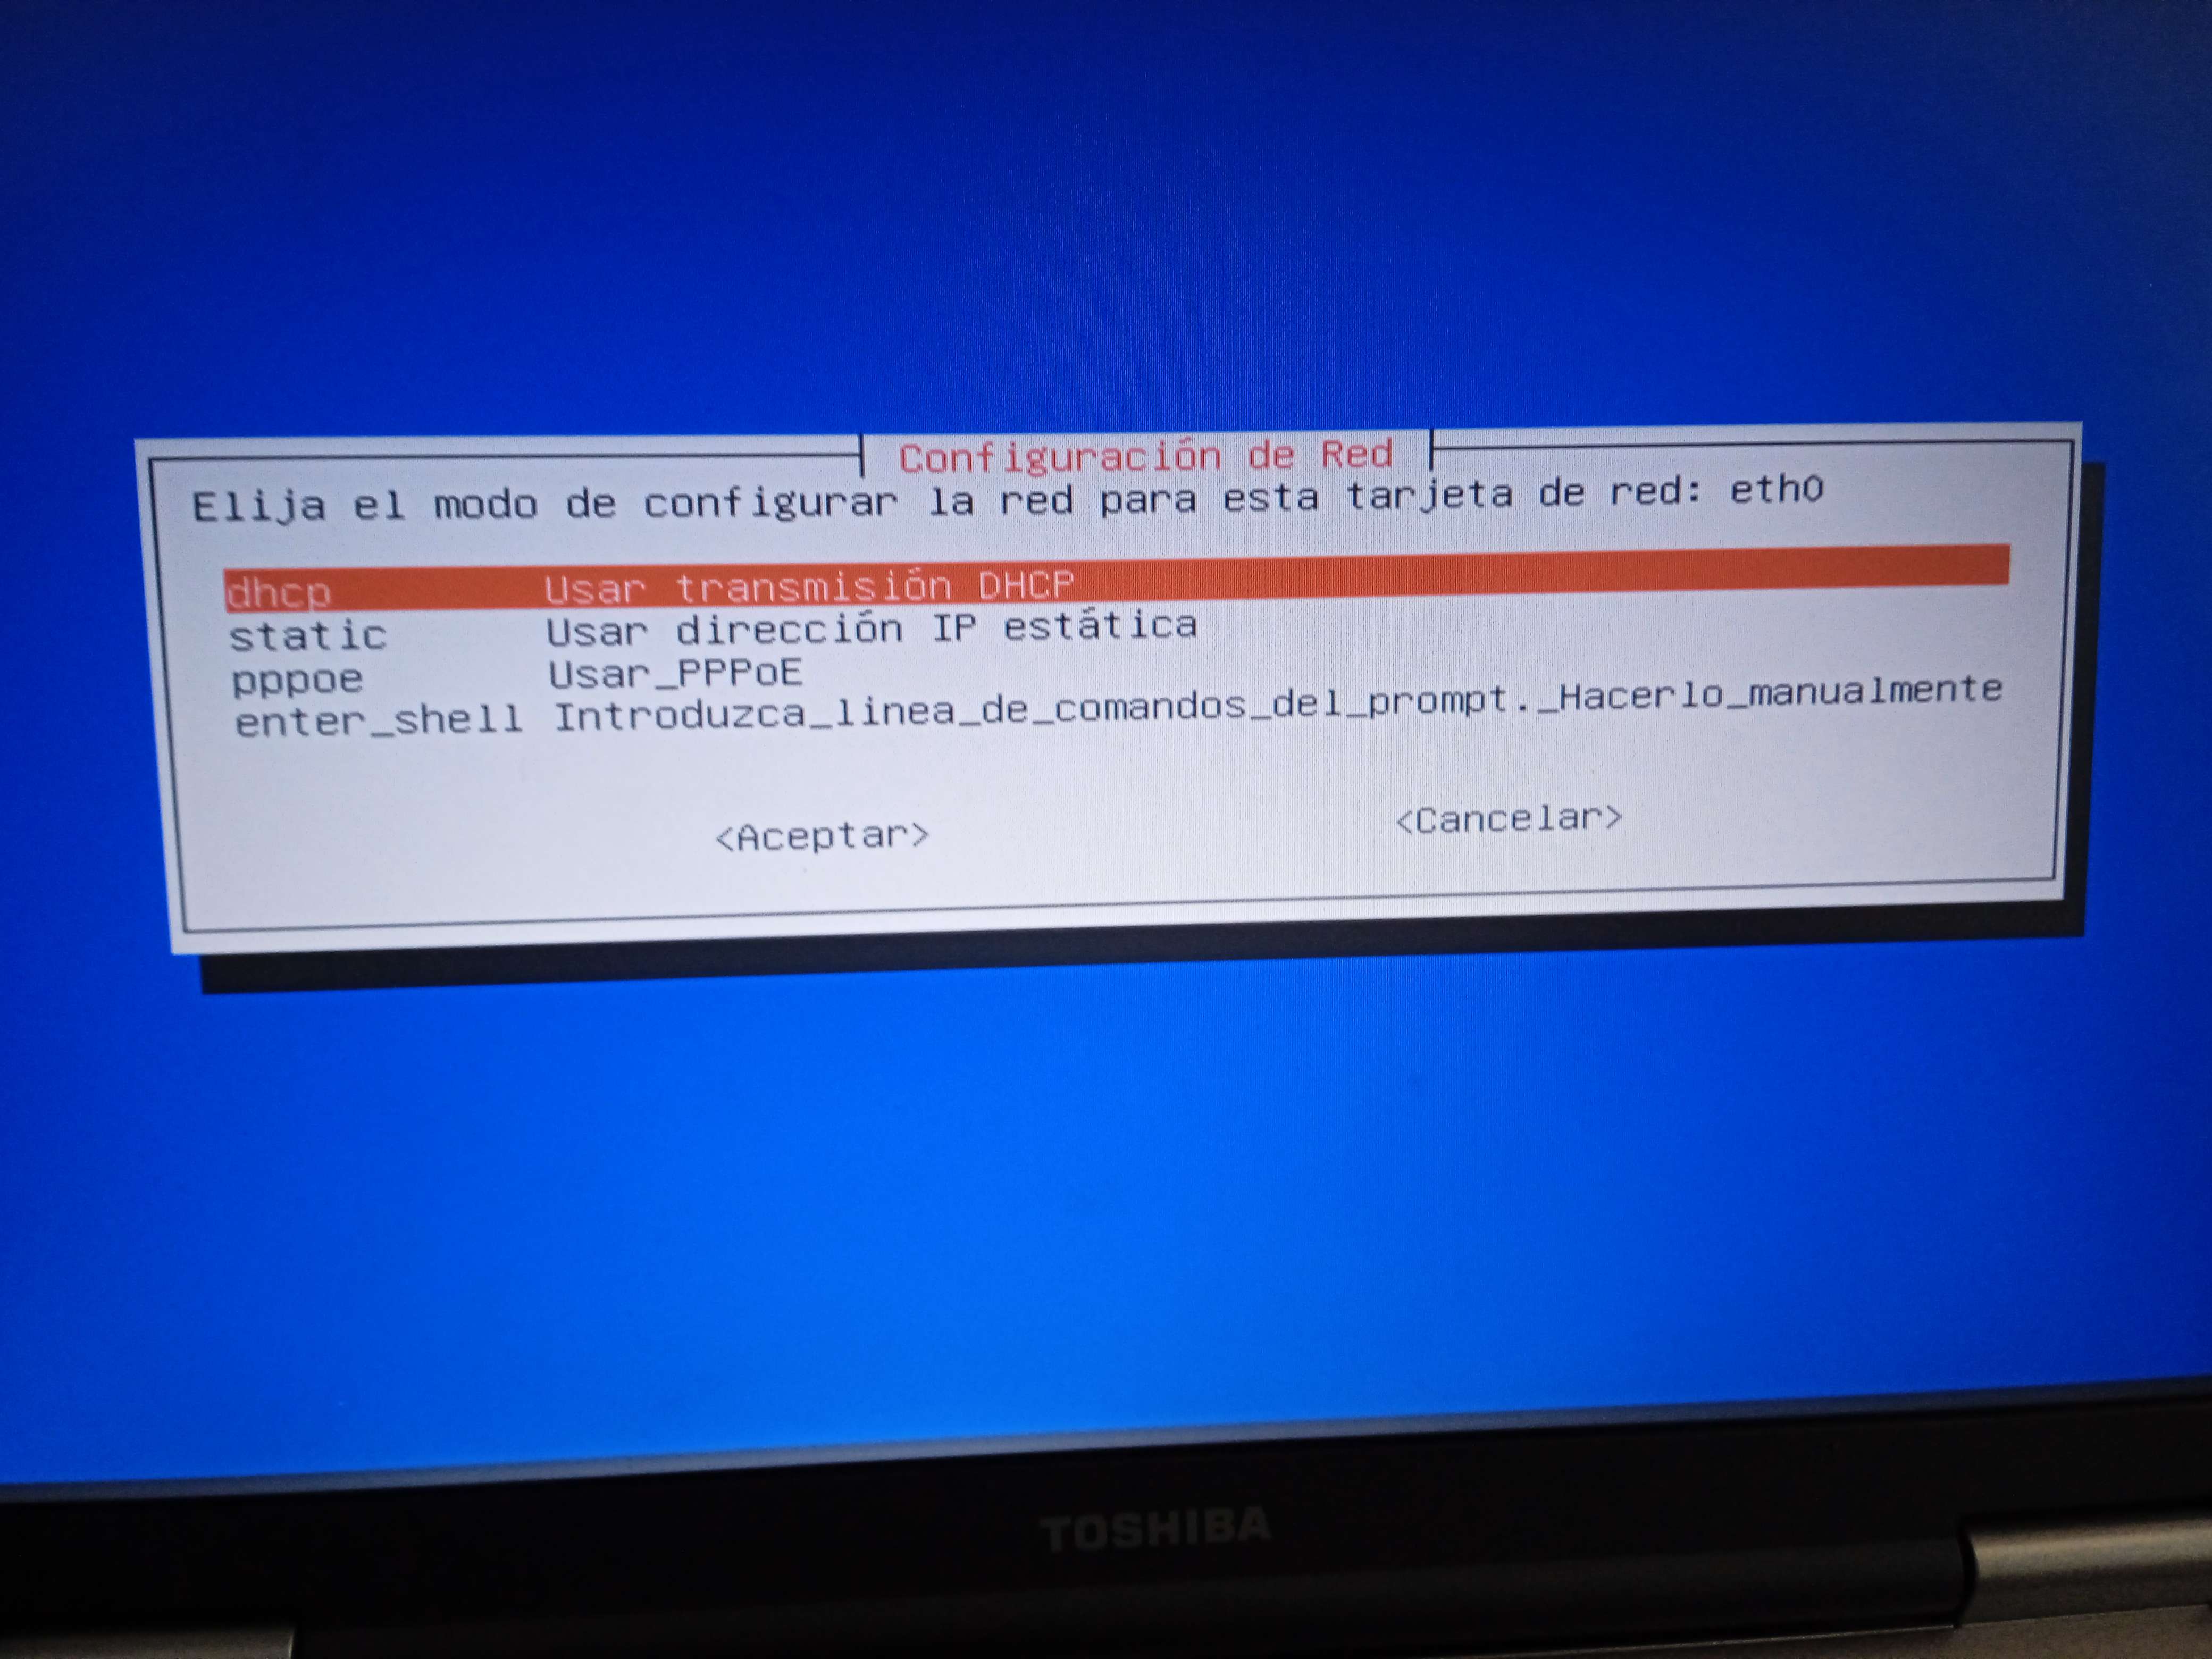 Configuración de Red
Elija el modo de configurar la red para esta tarjeta de red: eth0
dhcp Usar transmisión DHCP
static Usar dirección IP estática
pppoe Usar_PPPoE
enter_shell Introduzca_linea_de_comandos_del_prompt._Hacerlo_manualmente
<Aceptar> <Cancelar>
TOSHIBA